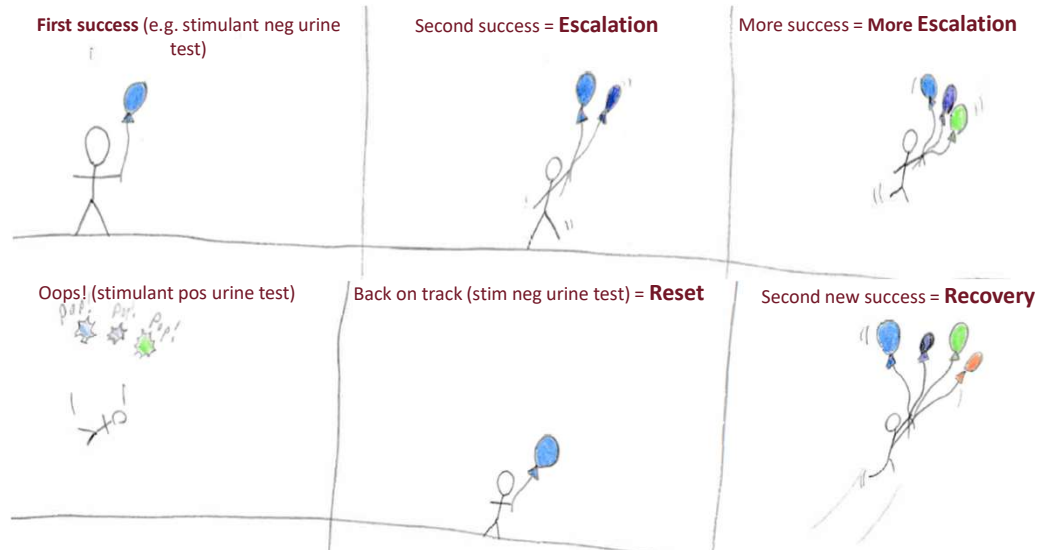 First success (e.g. stimulant neg urine
test)
Second success = Escalation
More success = More Escalation
Oops! (stimulant pos urine test)
pop!
pop!
pop!
Back on track (stim neg urine test) = Reset
Second new success = Recovery